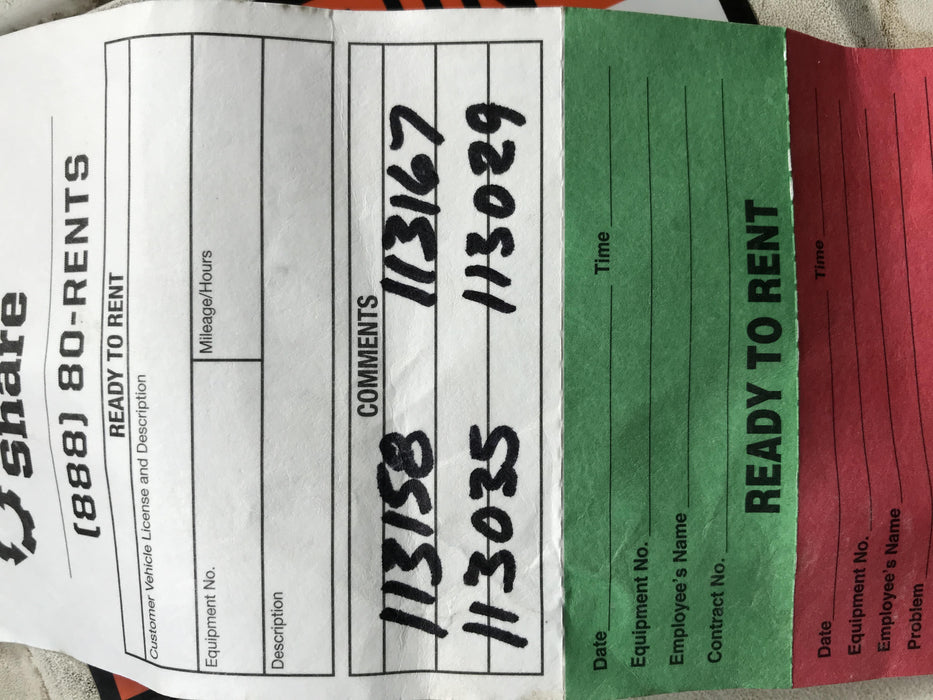 share
(888) 80-RENTS
READY TO RENT
Customer Vehicle License and Description
Equipment No. Mileage/Hours
Description
COMMENTS
113158 113167
113035 113029
Date Time
Equipment No.
Employee's Name
Contract No.
READY TO RENT
Date Time
Equipment No.
Employee's Name
Problem